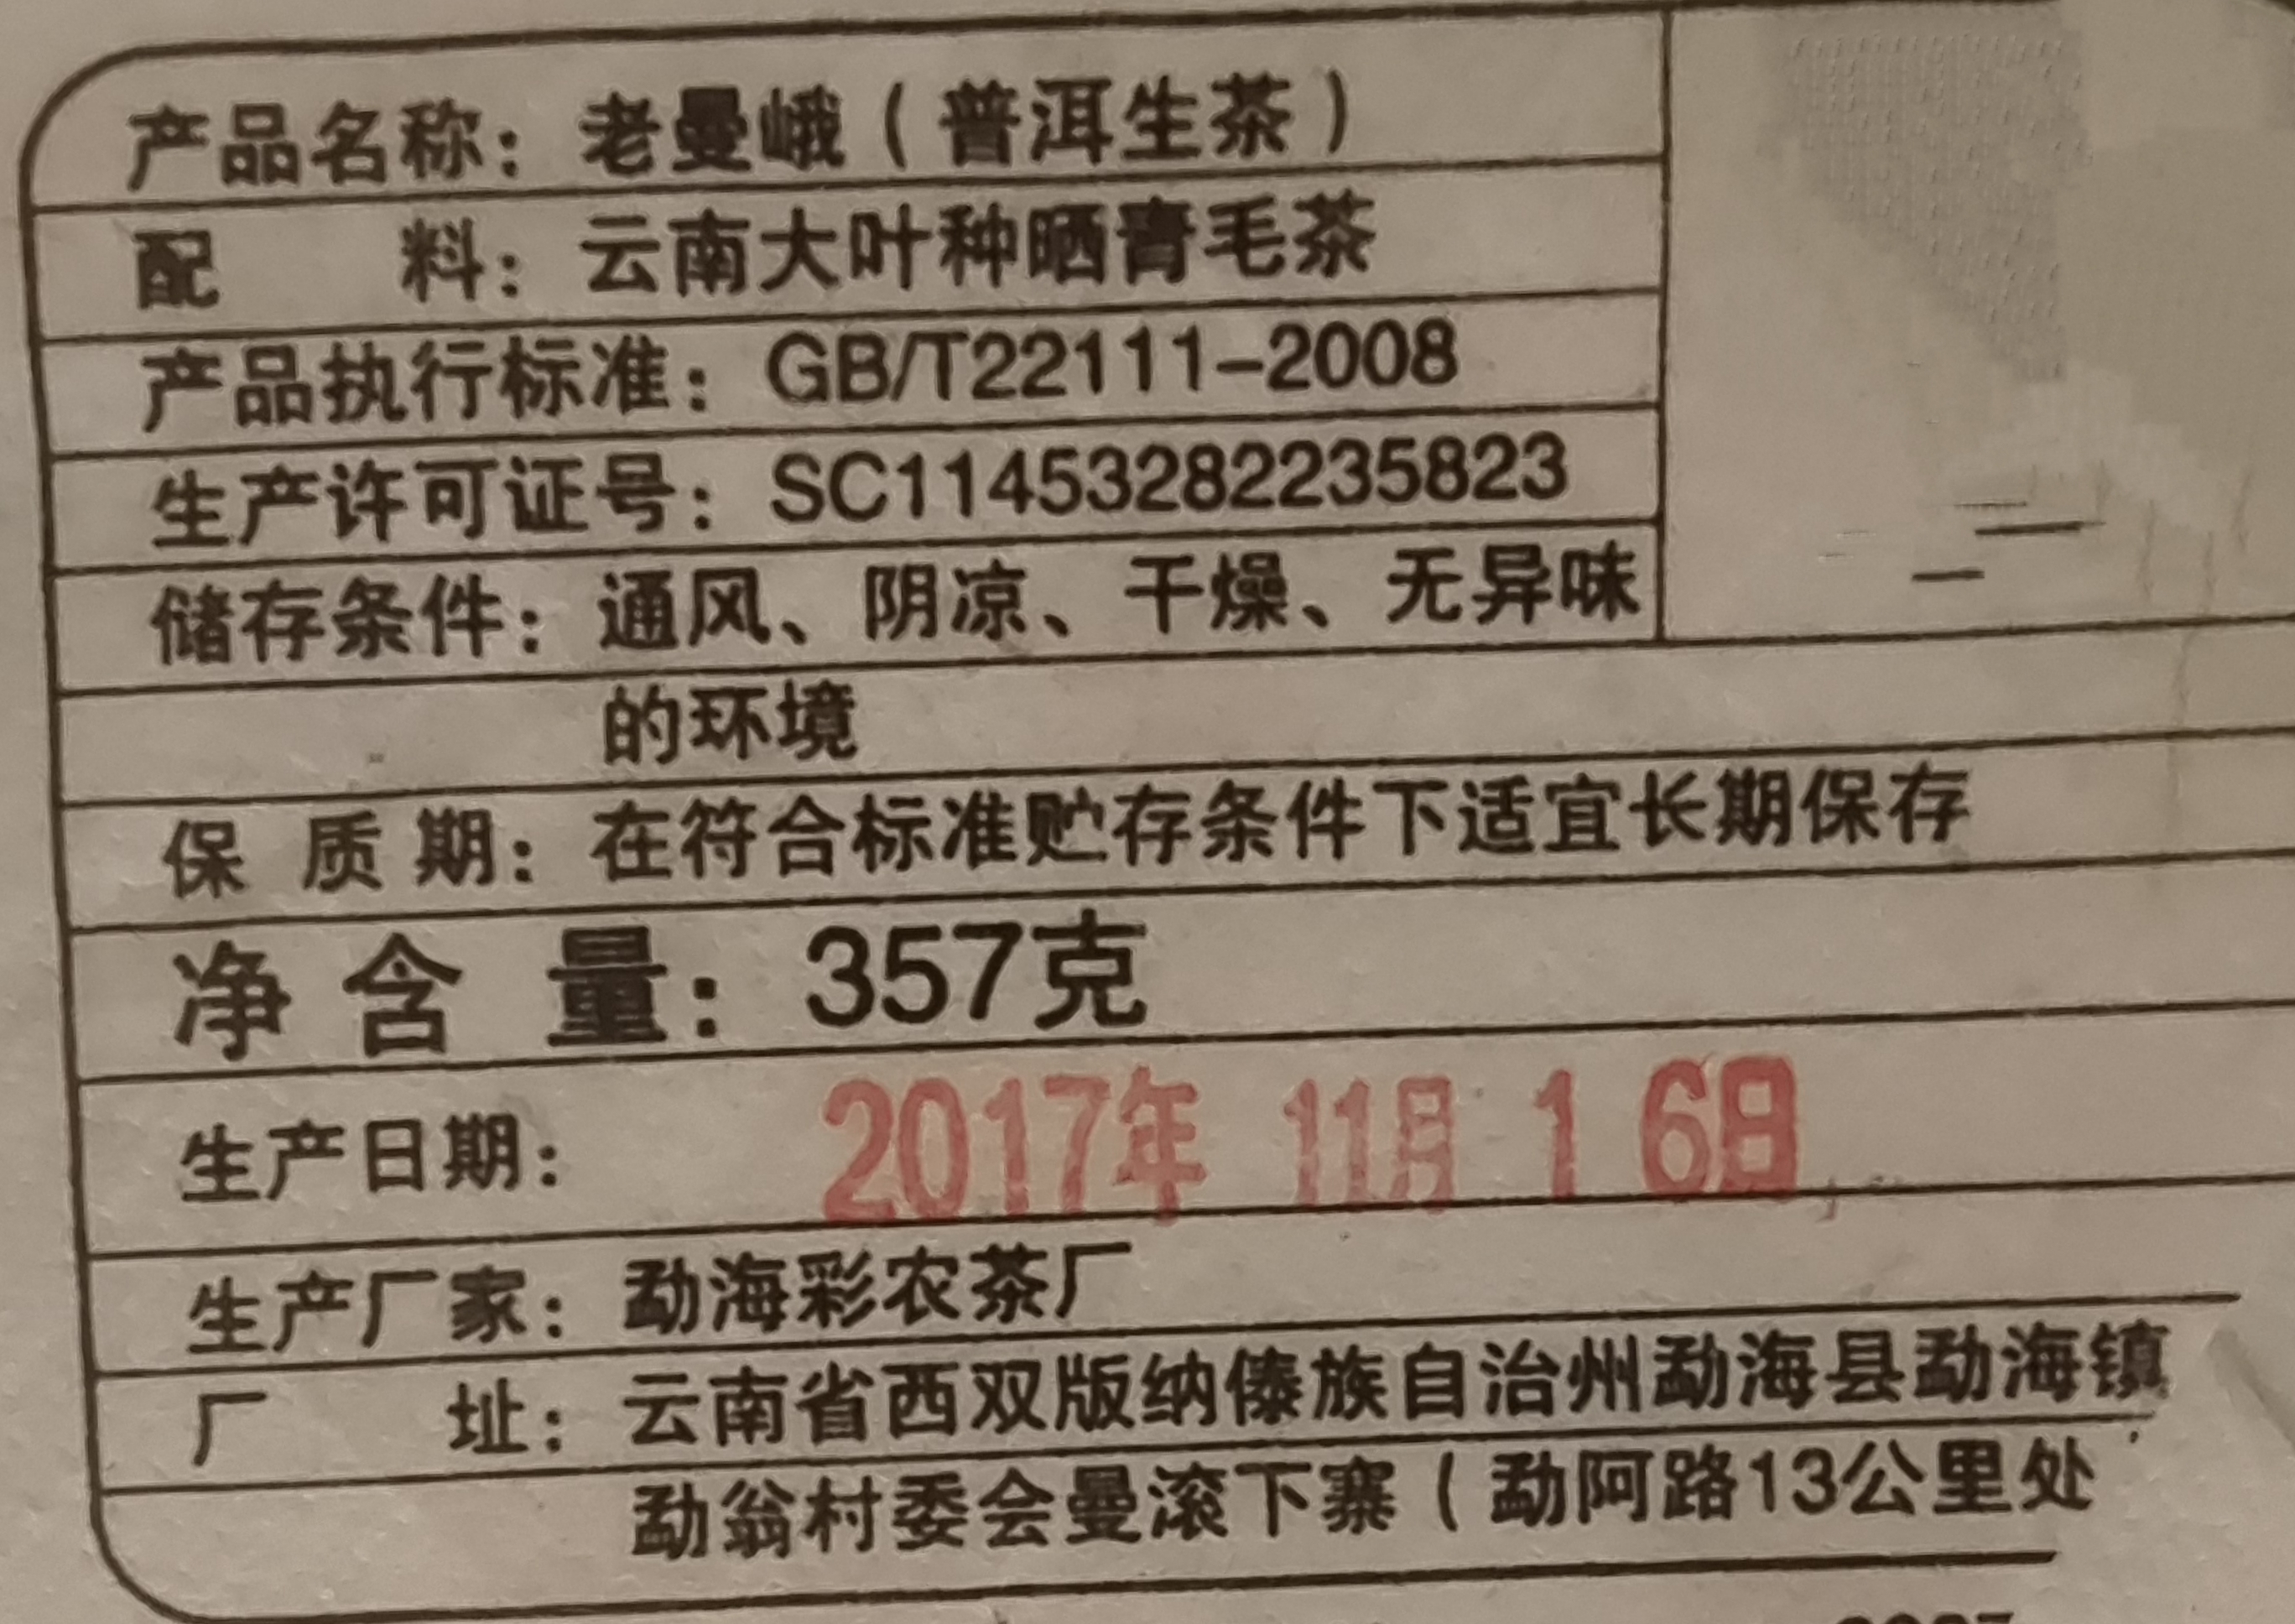 产品名称：老曼峨（普洱生茶）
配料：云南大叶种晒青毛茶
产品执行标准：GB/T22111-2008
生产许可证号：SC11453282235823
储存条件：通风、阴凉、干燥、无异味
的环境
保质期：在符合标准贮存条件下适宜长期保存
净含量：357克
生产日期：2017年 11月 16日
生产厂家：勐海彩农茶厂
厂址：云南省西双版纳傣族自治州勐海县勐海镇
勐翁村委会曼滚下寨（勐阿路13公里处